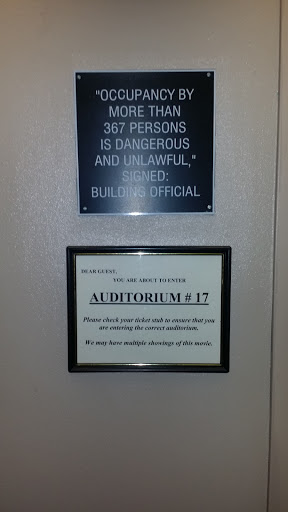 "OCCUPANCY BY
MORE THAN
367 PERSONS
IS DANGEROUS
AND UNLAWFUL,"
SIGNED:
BUILDING OFFICIAL
DEAR GUEST,
YOU ARE ABOUT TO ENTER
AUDITORIUM # 17
Please check your ticket stub to ensure that you
are entering the correct auditorium.
We may have multiple showings of this movie.